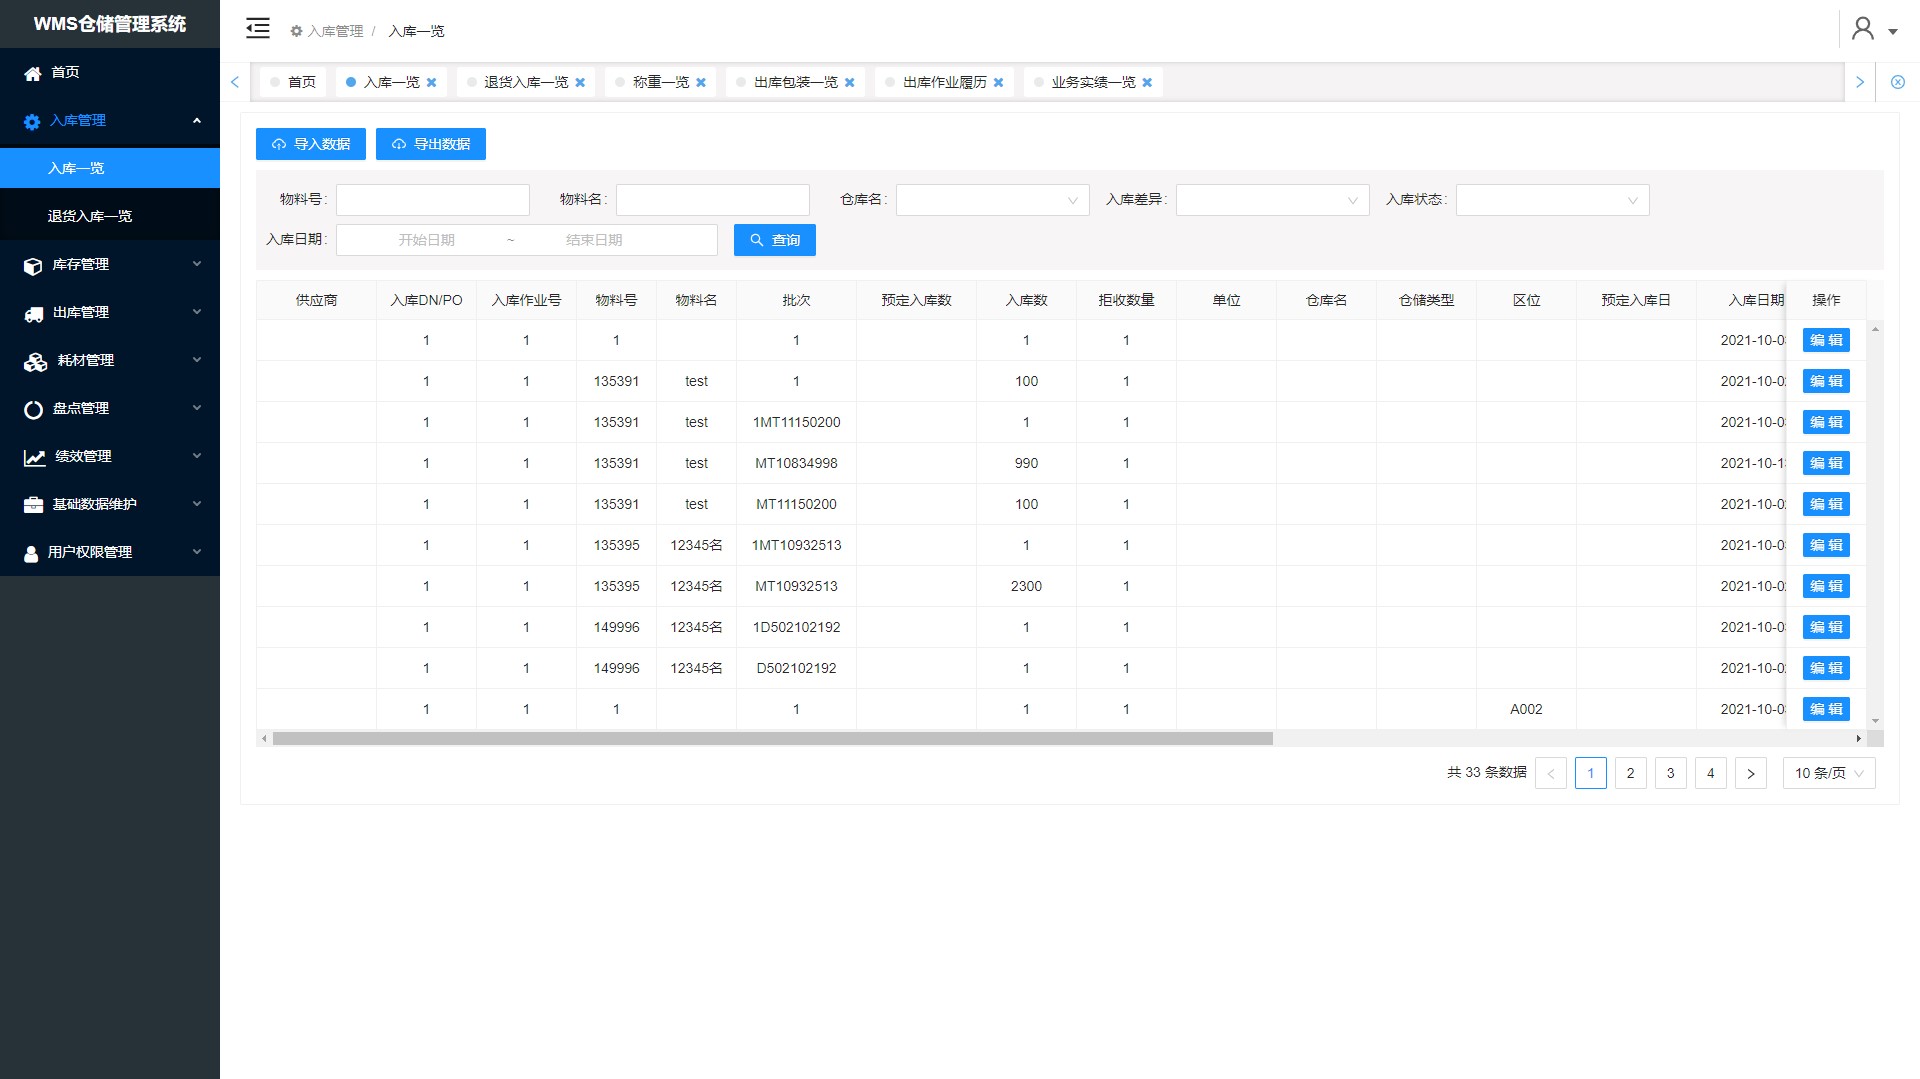 WMS仓储管理系统
入库管理 / 入库一览
首页
入库管理
入库一览
退货入库一览
库存管理
出库管理
耗材管理
盘点管理
绩效管理
基础数据维护
用户权限管理
首页 入库一览 退货入库一览 称重一览 出库包装一览 出库作业履历 业务实绩一览
导入数据 导出数据
物料号: 物料名: 仓库名: 入库差异: 入库状态:
入库日期: 开始日期 ~ 结束日期 查询
供应商 入库DN/PO 入库作业号 物料号 物料名 批次 预定入库数 入库数 拒收数量 单位 仓库名 仓储类型 区位 预定入库日 入库日期 操作
1 1 1 1 1 1 2021-10-0 编 辑
1 1 135391 test 1 100 1 2021-10-0 编 辑
1 1 135391 test 1MT11150200 1 1 2021-10-0 编 辑
1 1 135391 test MT10834998 990 1 2021-10-1 编 辑
1 1 135391 test MT11150200 100 1 2021-10-0 编 辑
1 1 135395 12345名 1MT10932513 1 1 2021-10-0 编 辑
1 1 135395 12345名 MT10932513 2300 1 2021-10-0 编 辑
1 1 149996 12345名 1D502102192 1 1 2021-10-0 编 辑
1 1 149996 12345名 D502102192 1 1 2021-10-0 编 辑
1 1 1 1 1 1 A002 2021-10-0 编 辑
共 33 条数据 < 1 2 3 4 > 10 条/页